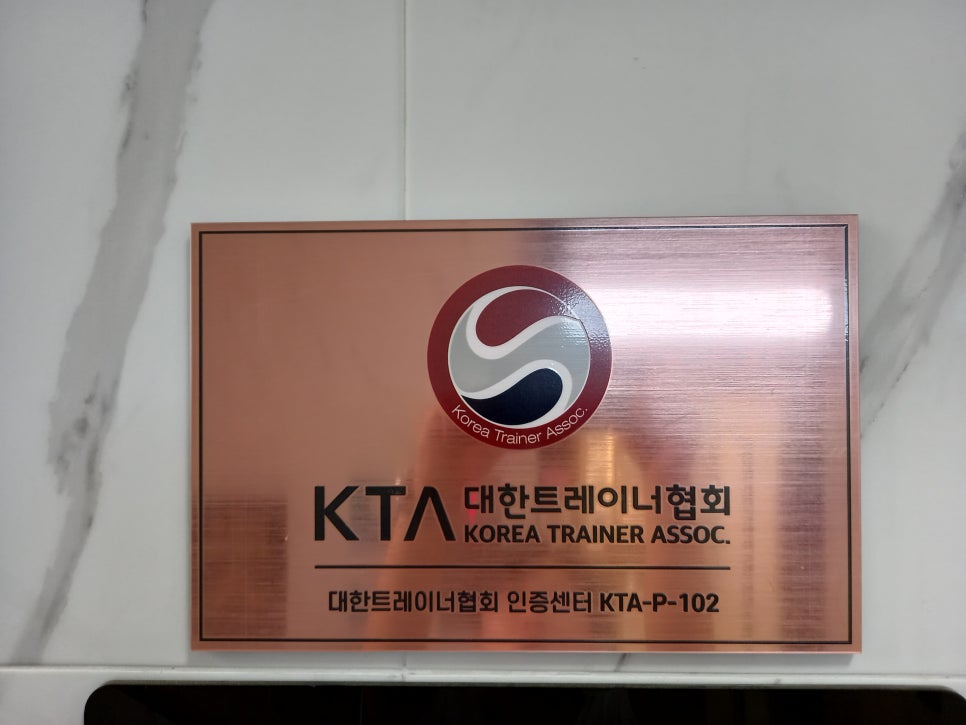 Korea Trainer Assoc.
KTA 대한트레이너협회
KOREA TRAINER ASSOC.
대한트레이너협회 인증센터 KTA-P-102